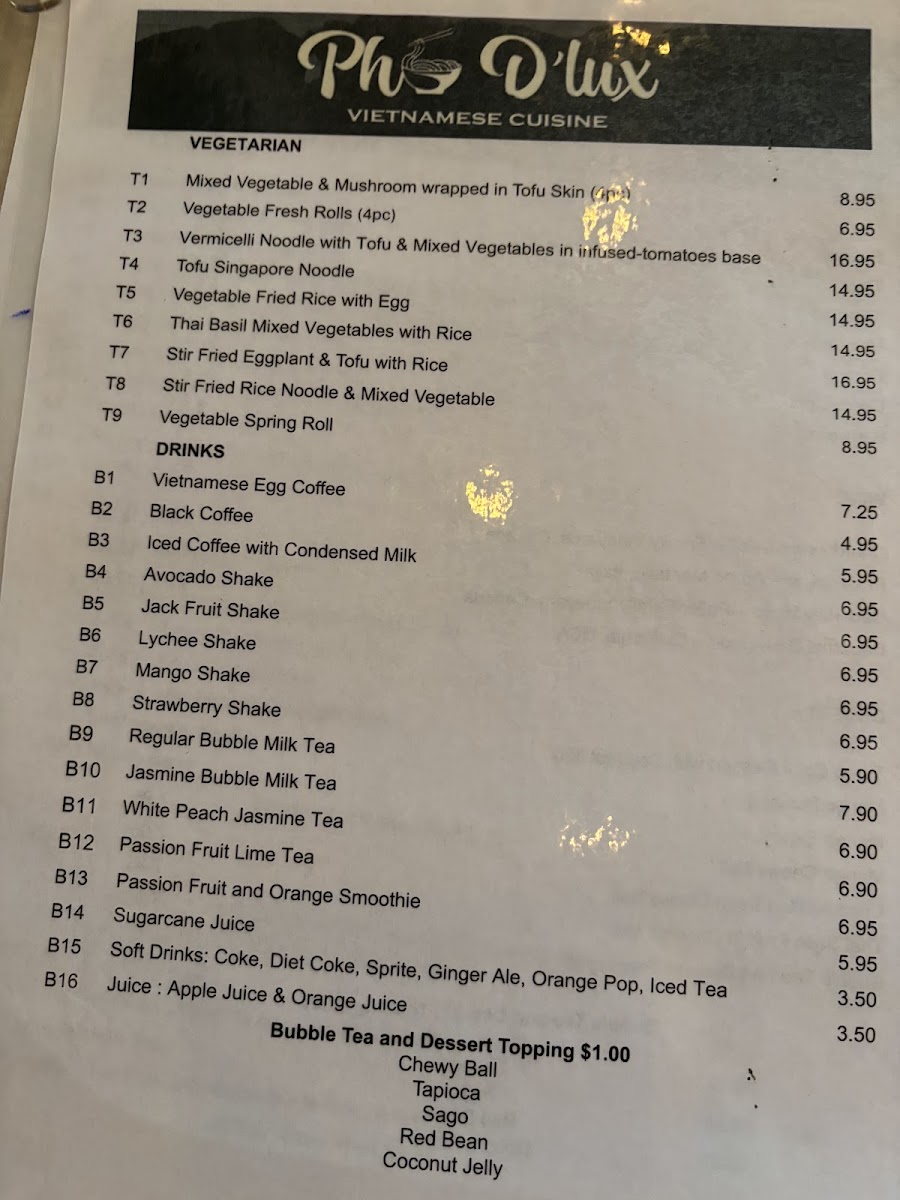 Phở D'lux
VIETNAMESE CUISINE
VEGETARIAN
T1 Mixed Vegetable & Mushroom wrapped in Tofu Skin (4pc) 8.95
T2 Vegetable Fresh Rolls (4pc) 6.95
T3 Vermicelli Noodle with Tofu & Mixed Vegetables in infused-tomatoes base 16.95
T4 Tofu Singapore Noodle 14.95
T5 Vegetable Fried Rice with Egg 14.95
T6 Thai Basil Mixed Vegetables with Rice 14.95
T7 Stir Fried Eggplant & Tofu with Rice 16.95
T8 Stir Fried Rice Noodle & Mixed Vegetable 14.95
T9 Vegetable Spring Roll 8.95
DRINKS
B1 Vietnamese Egg Coffee 7.25
B2 Black Coffee 4.95
B3 Iced Coffee with Condensed Milk 5.95
B4 Avocado Shake 6.95
B5 Jack Fruit Shake 6.95
B6 Lychee Shake 6.95
B7 Mango Shake 6.95
B8 Strawberry Shake 6.95
B9 Regular Bubble Milk Tea 5.90
B10 Jasmine Bubble Milk Tea 7.90
B11 White Peach Jasmine Tea 6.90
B12 Passion Fruit Lime Tea 6.90
B13 Passion Fruit and Orange Smoothie 6.95
B14 Sugarcane Juice 5.95
B15 Soft Drinks: Coke, Diet Coke, Sprite, Ginger Ale, Orange Pop, Iced Tea 3.50
B16 Juice : Apple Juice & Orange Juice 3.50
Bubble Tea and Dessert Topping $1.00
Chewy Ball
Tapioca
Sago
Red Bean
Coconut Jelly